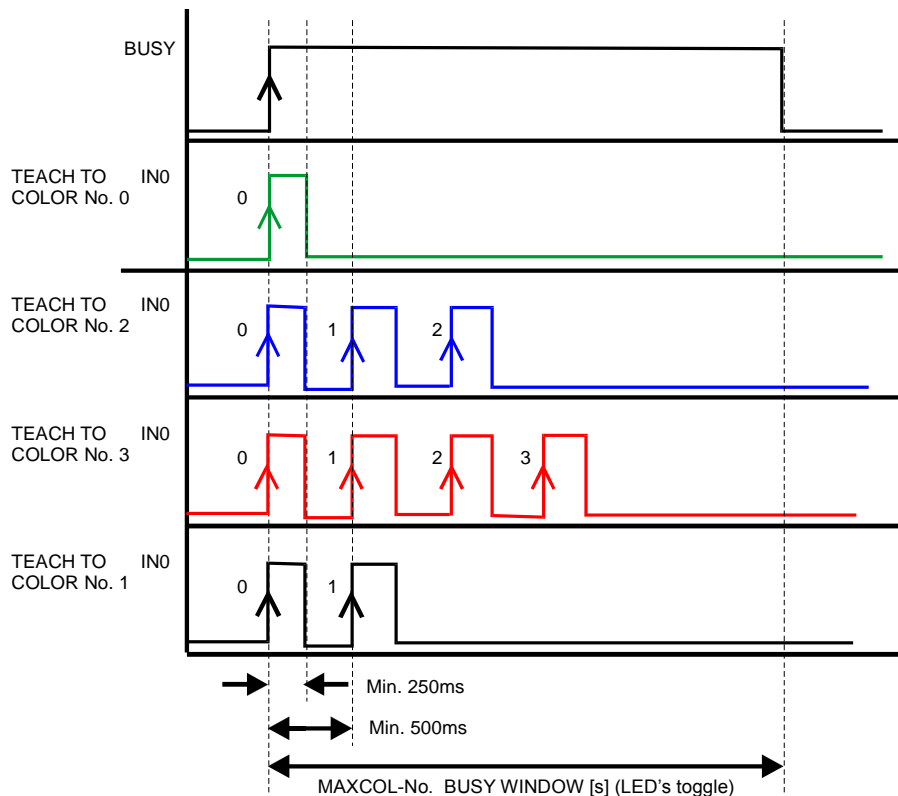 BUSY
TEACH TO IN0
COLOR No. 0
0
TEACH TO IN0
COLOR No. 2
0 1 2
TEACH TO IN0
COLOR No. 3
0 1 2 3
TEACH TO IN0
COLOR No. 1
0 1
Min. 250ms
Min. 500ms
MAXCOL-No. BUSY WINDOW [s] (LED's toggle)